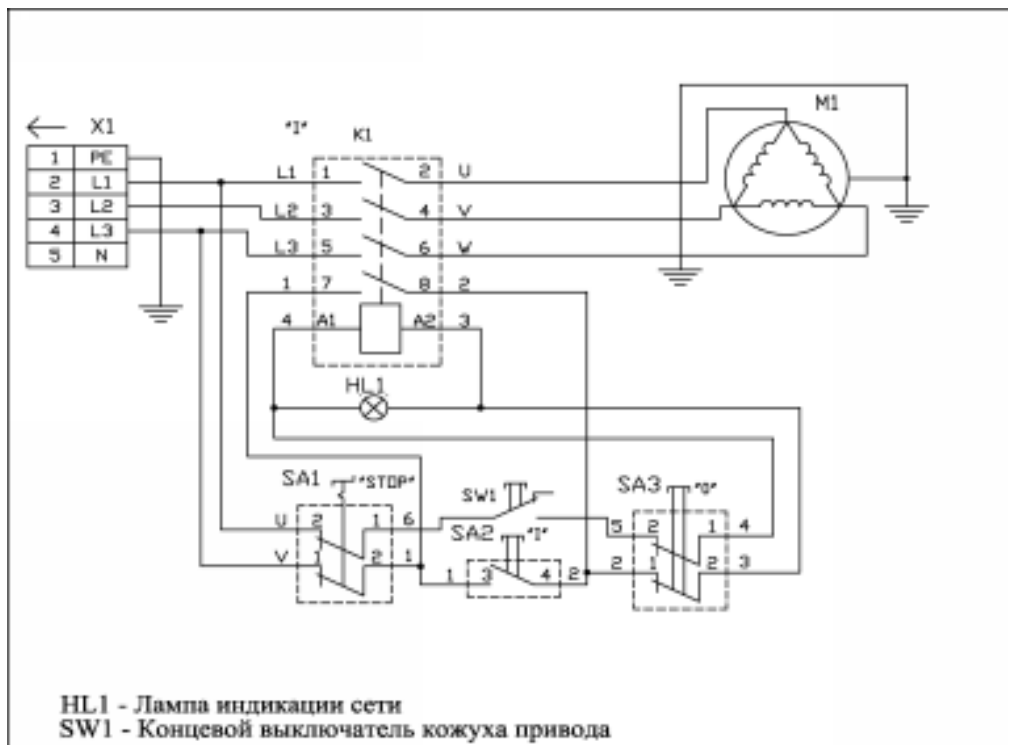 X1
1 PE
2 L1
3 L2
4 L3
5 N
"I" K1
L1 1 2 U
L2 3 4 V
L3 5 6 W
1 7 8 2
4 A1 A2 3
M1
HL1
SA1 "STOP"
U 2 1 6
V 1 2 1
SW1
SA2 "I"
1 3 4 2
SA3 "0"
5 2 1 4
2 1 2 3
HL1 - Лампа индикации сети
SW1 - Концевой выключатель кожуха привода